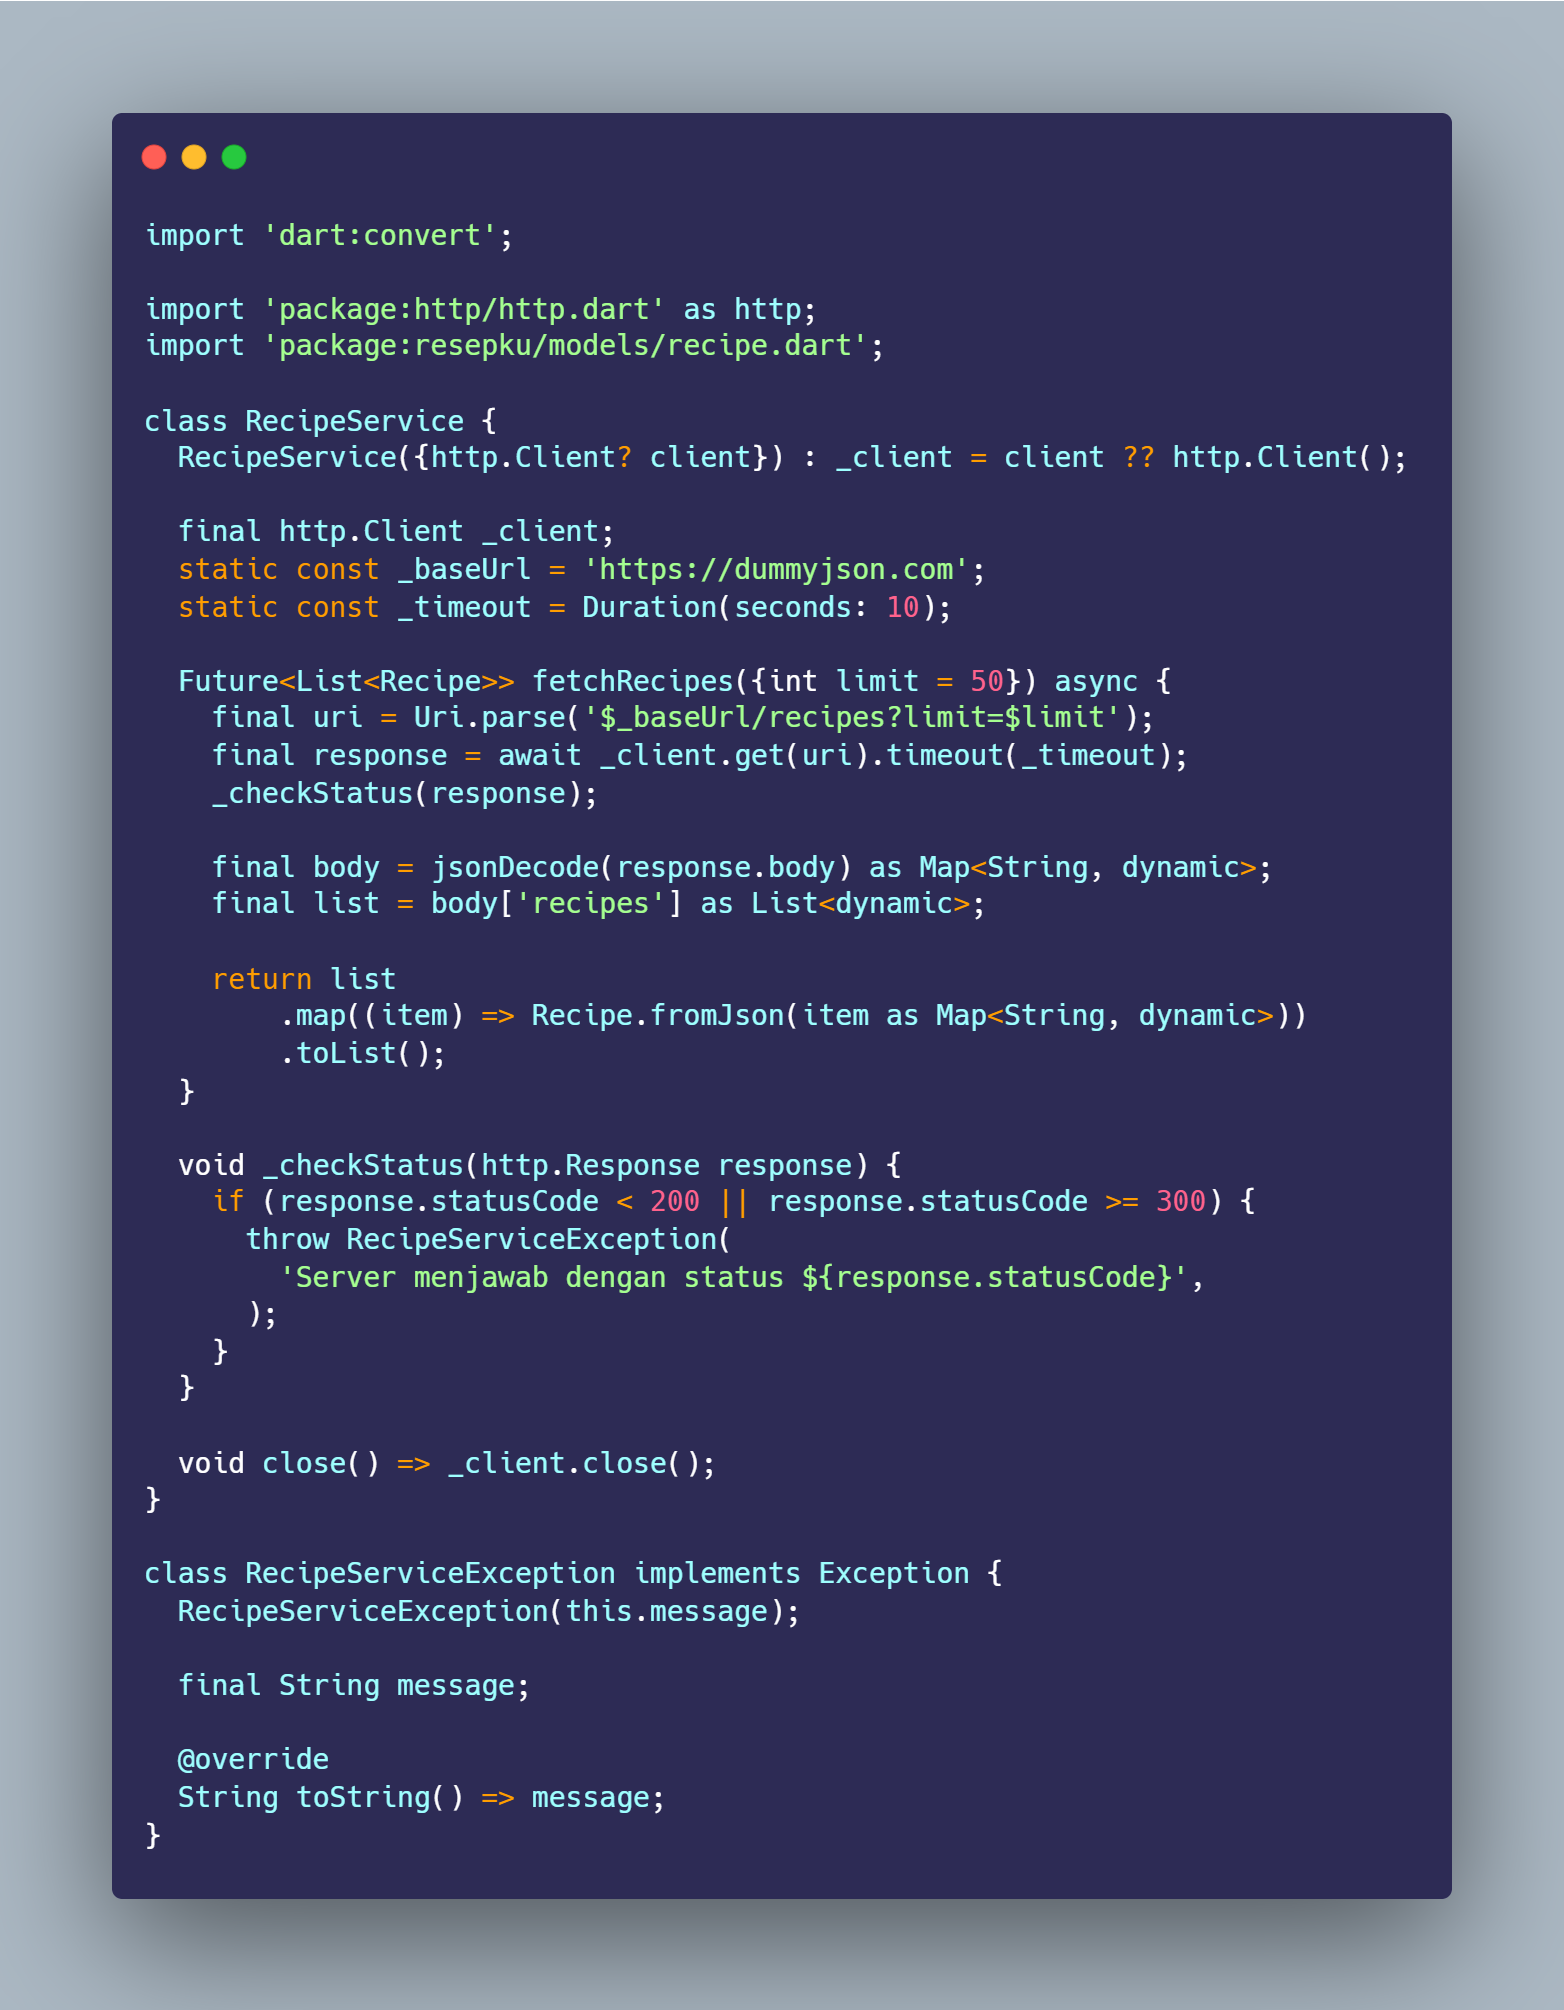 import 'dart:convert';

import 'package:http/http.dart' as http;
import 'package:resepku/models/recipe.dart';

class RecipeService {
  RecipeService({http.Client? client}) : _client = client ?? http.Client();

  final http.Client _client;
  static const _baseUrl = 'https://dummyjson.com';
  static const _timeout = Duration(seconds: 10);

  Future<List<Recipe>> fetchRecipes({int limit = 50}) async {
    final uri = Uri.parse('$_baseUrl/recipes?limit=$limit');
    final response = await _client.get(uri).timeout(_timeout);
    _checkStatus(response);

    final body = jsonDecode(response.body) as Map<String, dynamic>;
    final list = body['recipes'] as List<dynamic>;

    return list
        .map((item) => Recipe.fromJson(item as Map<String, dynamic>))
        .toList();
  }

  void _checkStatus(http.Response response) {
    if (response.statusCode < 200 || response.statusCode >= 300) {
      throw RecipeServiceException(
        'Server menjawab dengan status ${response.statusCode}',
      );
    }
  }

  void close() => _client.close();
}

class RecipeServiceException implements Exception {
  RecipeServiceException(this.message);

  final String message;

  @override
  String toString() => message;
}